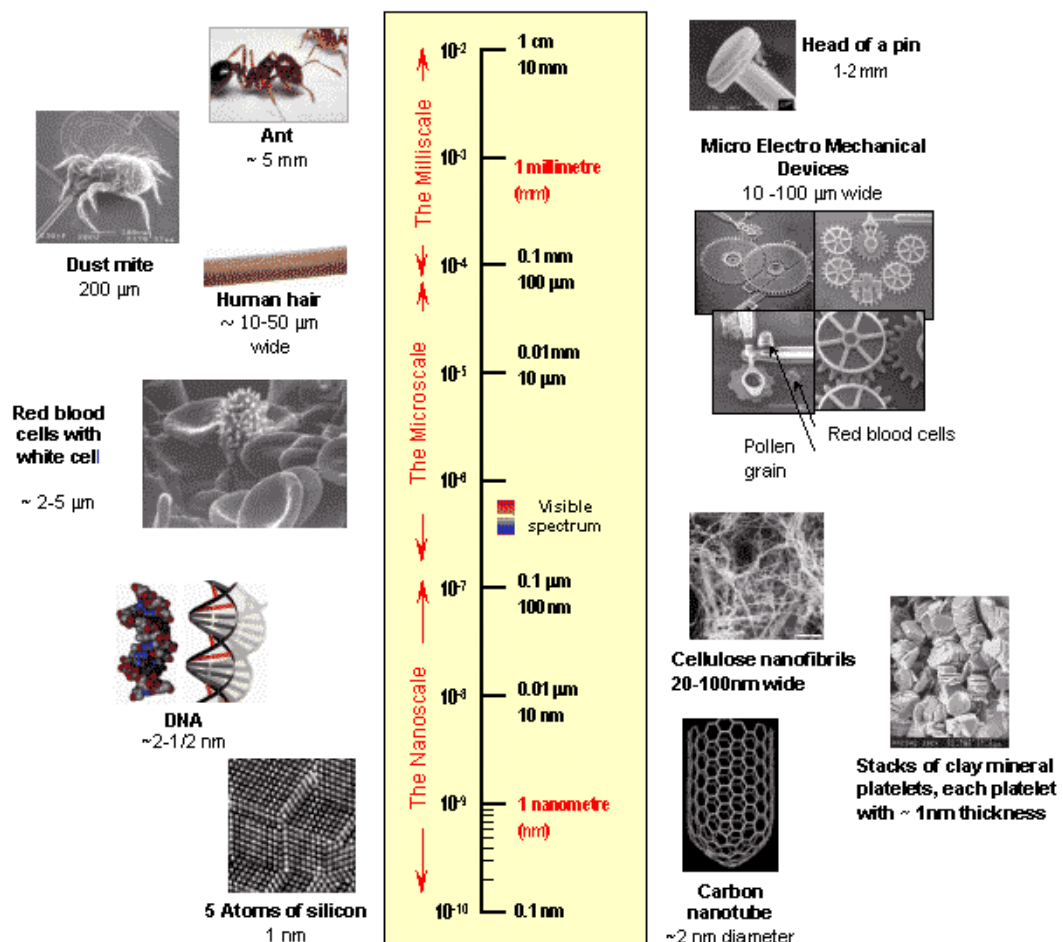 Ant
~ 5 mm
Dust mite
200 µm
Human hair
~ 10-50 µm
wide
Red blood
cells with
white cell
~ 2-5 µm
DNA
~2-1/2 nm
5 Atoms of silicon
1 nm
The Milliscale
The Microscale
The Nanoscale
10-2
1 cm
10 mm
10-3
1 millimetre
(mm)
10-4
0.1 mm
100 µm
10-5
0.01 mm
10 µm
10-6
Visible
spectrum
10-7
0.1 µm
100 nm
10-8
0.01 µm
10 nm
10-9
1 nanometre
(nm)
10-10
0.1 nm
Head of a pin
1-2 mm
Micro Electro Mechanical
Devices
10 -100 µm wide
Pollen
grain
Red blood cells
Cellulose nanofibrils
20-100nm wide
Stacks of clay mineral
platelets, each platelet
with ~ 1nm thickness
Carbon
nanotube
~2 nm diameter